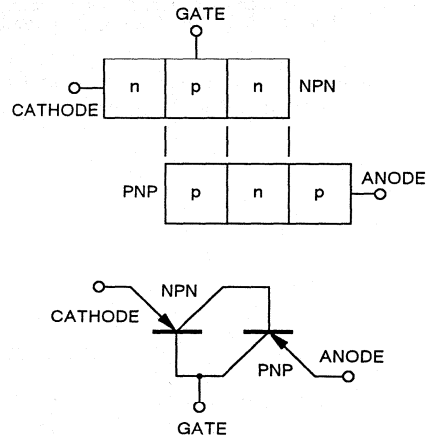 GATE
n p n NPN
CATHODE
PNP p n p ANODE
NPN
CATHODE
ANODE
PNP
GATE